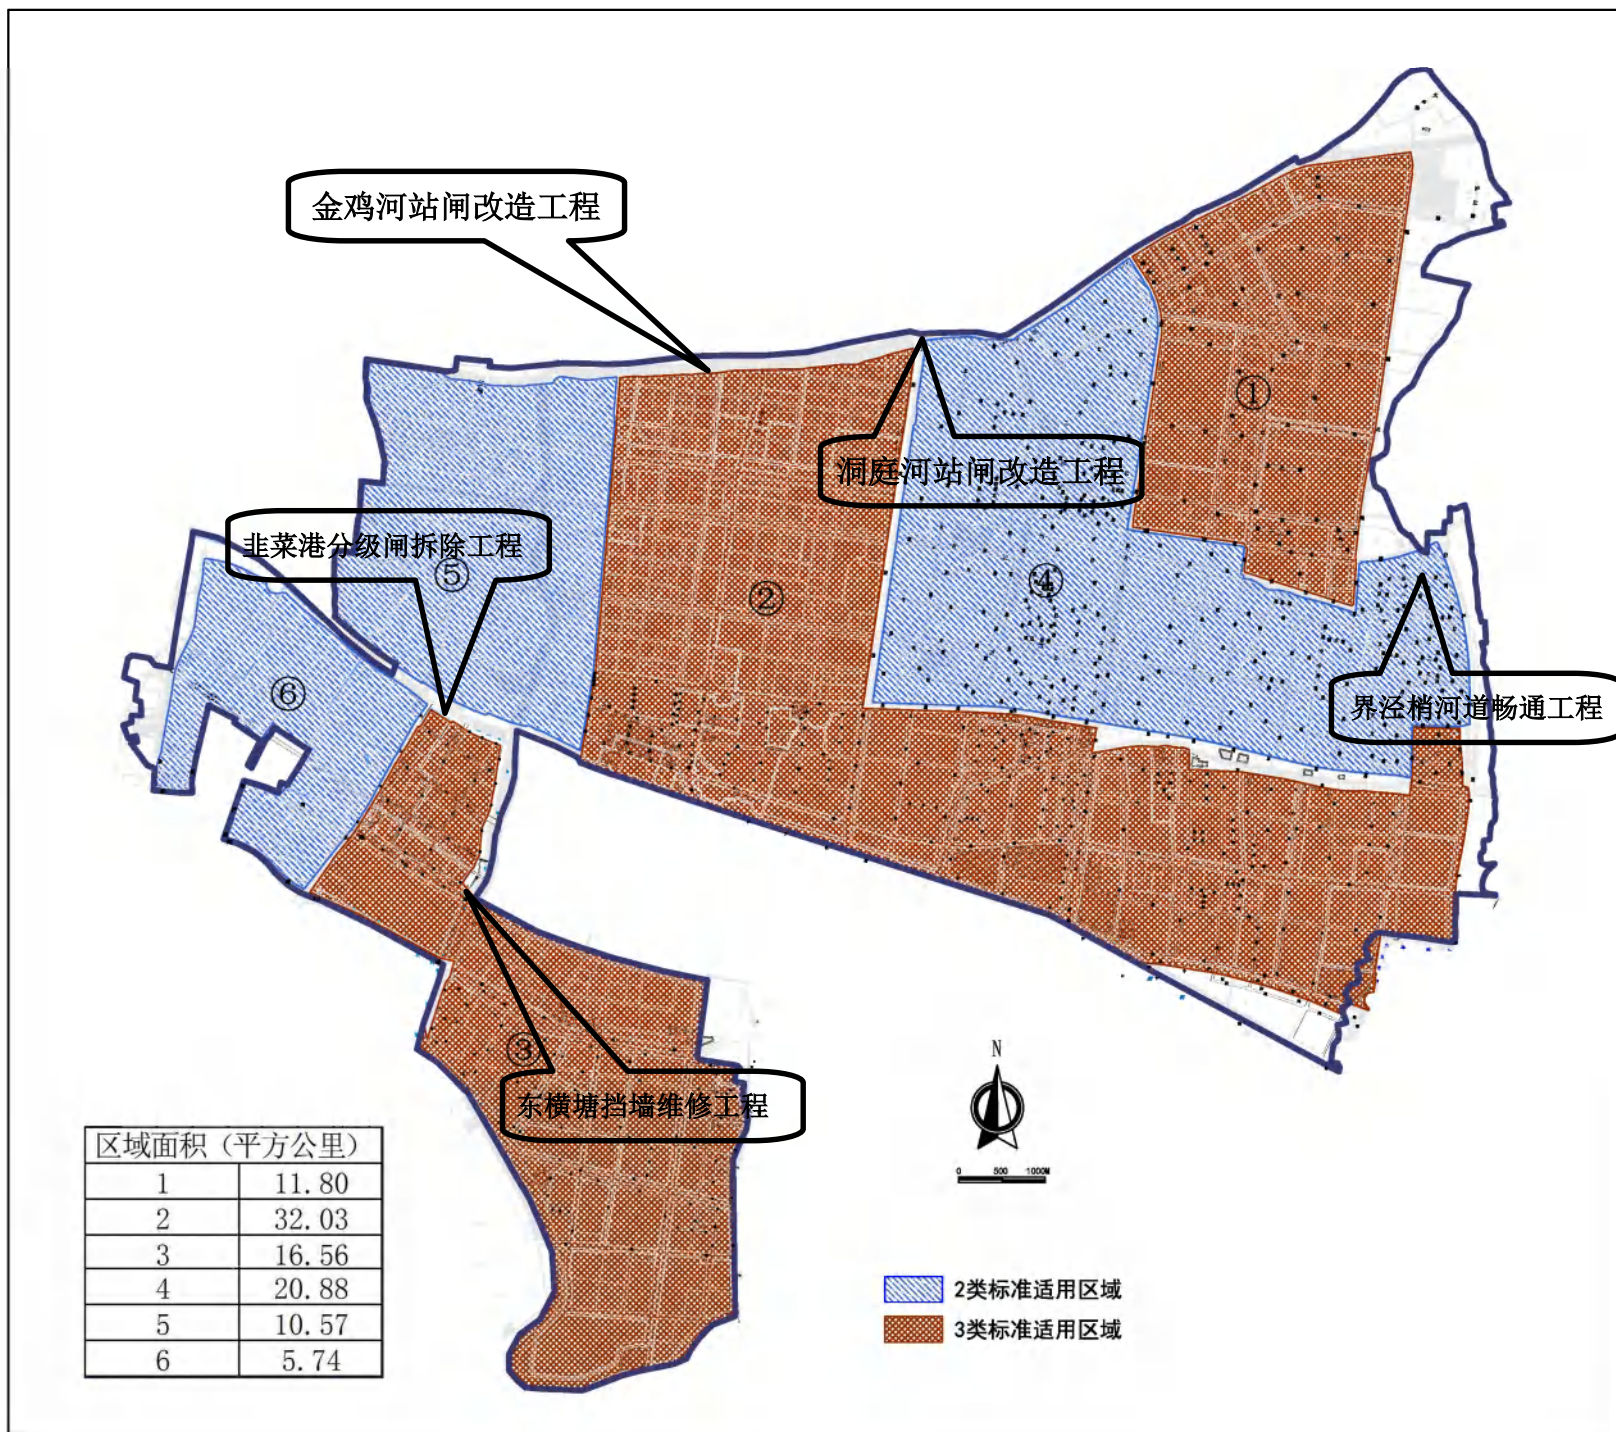 金鸡河站闸改造工程
①
洞庭河站闸改造工程
韭菜港分级闸拆除工程
⑤
②
④
⑥
界泾梢河道畅通工程
③
东横塘挡墙维修工程
N
0 500 1000M
区域面积（平方公里）
1 11.80
2 32.03
3 16.56
4 20.88
5 10.57
6 5.74
2类标准适用区域
3类标准适用区域